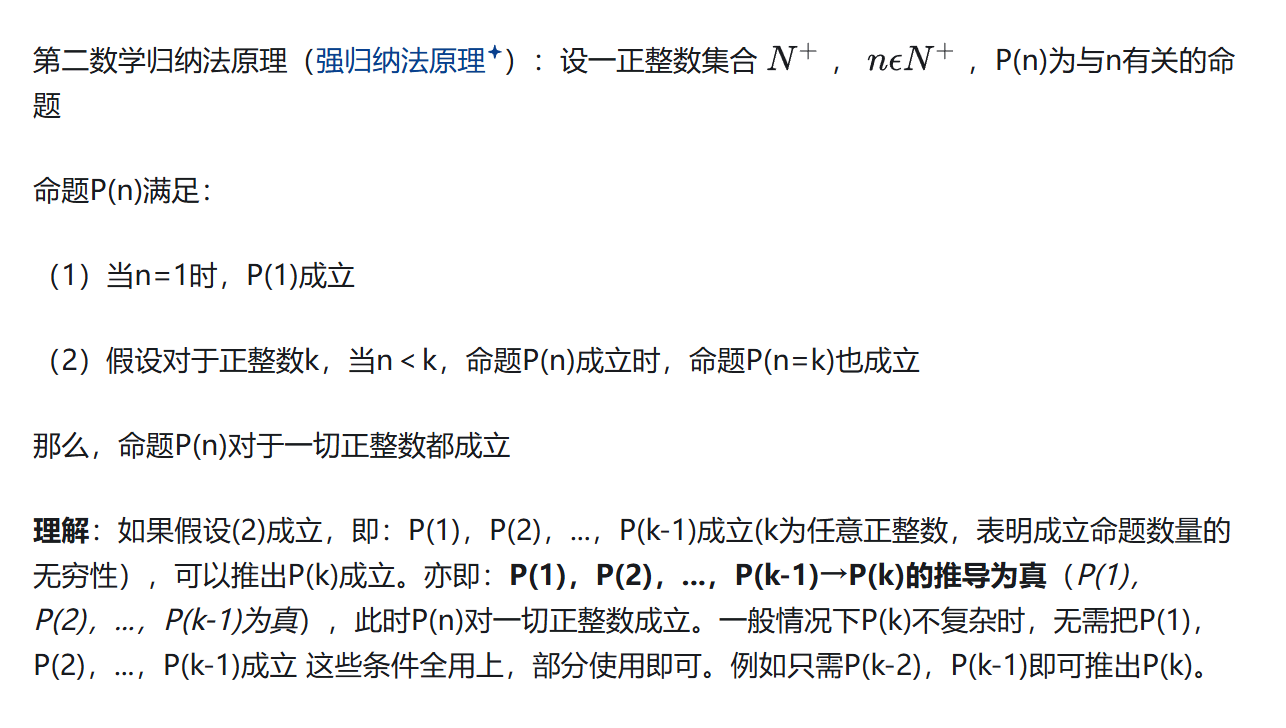 第二数学归纳法原理（强归纳法原理）：设一正整数集合 N⁺ ， nϵN⁺ ，P(n)为与n有关的命
题
命题P(n)满足：
（1）当n=1时，P(1)成立
（2）假设对于正整数k，当n＜k，命题P(n)成立时，命题P(n=k)也成立
那么，命题P(n)对于一切正整数都成立
理解：如果假设(2)成立，即：P(1)，P(2)，...，P(k-1)成立(k为任意正整数，表明成立命题数量的
无穷性），可以推出P(k)成立。亦即：P(1)，P(2)，...，P(k-1)→P(k)的推导为真（P(1)，
P(2)，...，P(k-1)为真），此时P(n)对一切正整数成立。一般情况下P(k)不复杂时，无需把P(1)，
P(2)，...，P(k-1)成立 这些条件全用上，部分使用即可。例如只需P(k-2)，P(k-1)即可推出P(k)。